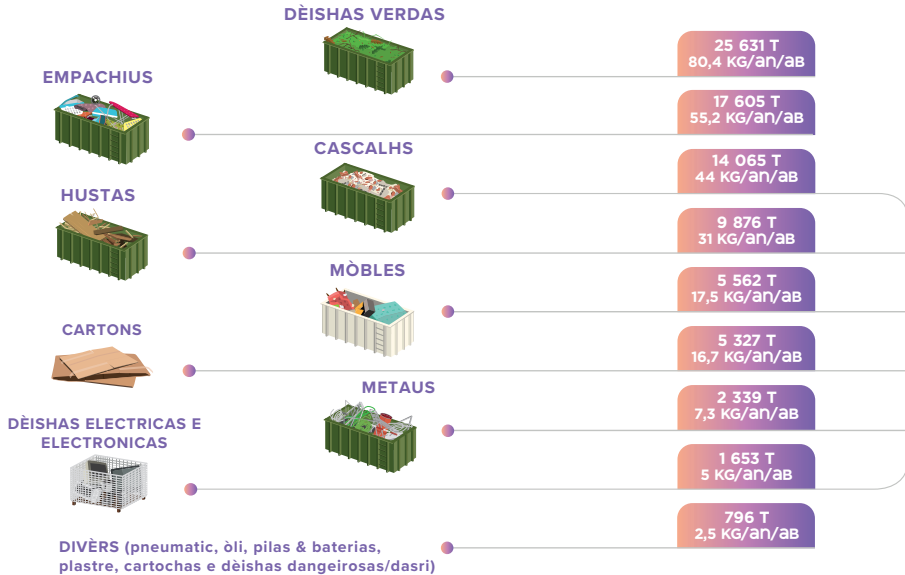 DÈISHAS VERDAS
25 631 T
80,4 KG/an/aB
EMPACHIUS
17 605 T
55,2 KG/an/aB
CASCALHS
14 065 T
44 KG/an/aB
HUSTAS
9 876 T
31 KG/an/aB
MÒBLES
5 562 T
17,5 KG/an/aB
CARTONS
5 327 T
16,7 KG/an/aB
METAUS
2 339 T
7,3 KG/an/aB
DÈISHAS ELECTRICAS E
ELECTRONICAS
1 653 T
5 KG/an/aB
DIVÈRS (pneumatic, òli, pilas & baterias,
plastre, cartochas e dèishas dangeirosas/dasri)
796 T
2,5 KG/an/aB